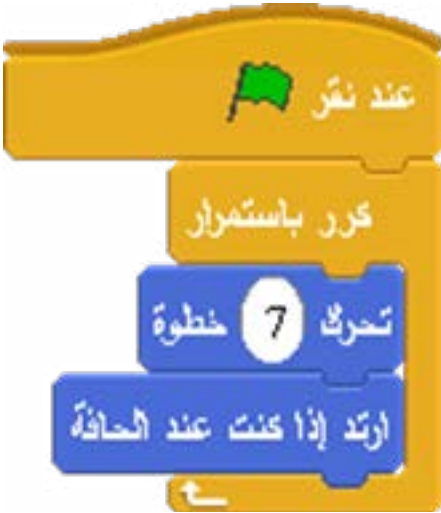 عند نقر
كرر باستمرار
تحرك 7 خطوة
ارتد إذا كنت عند الحافة